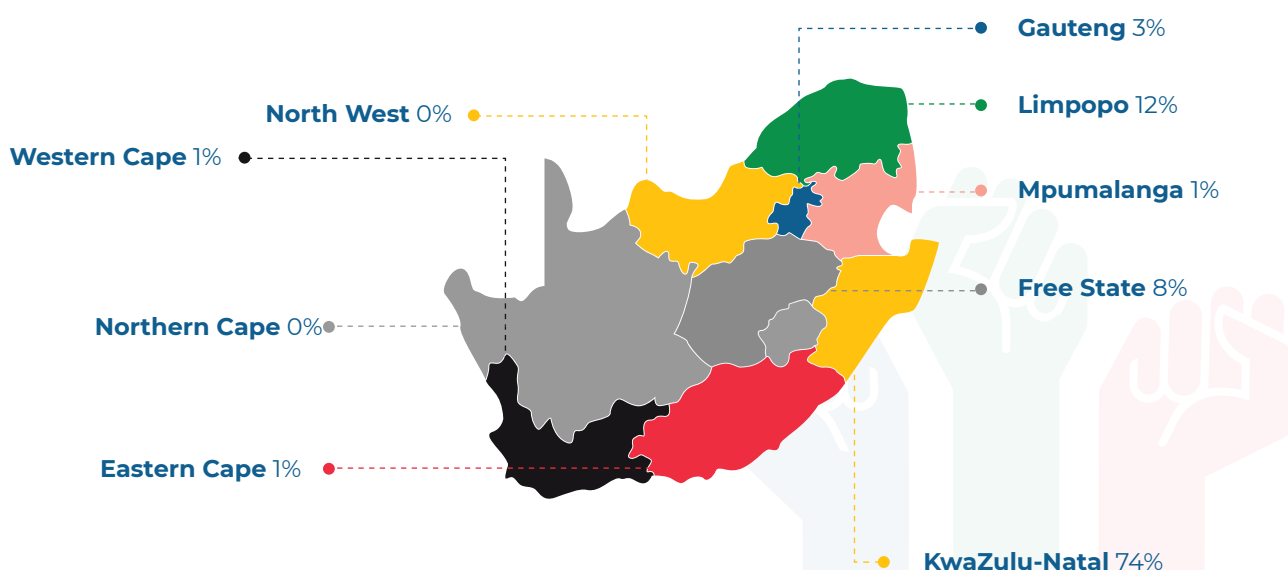 Gauteng 3%
Limpopo 12%
North West 0%
Western Cape 1%
Mpumalanga 1%
Free State 8%
Northern Cape 0%
Eastern Cape 1%
KwaZulu-Natal 74%